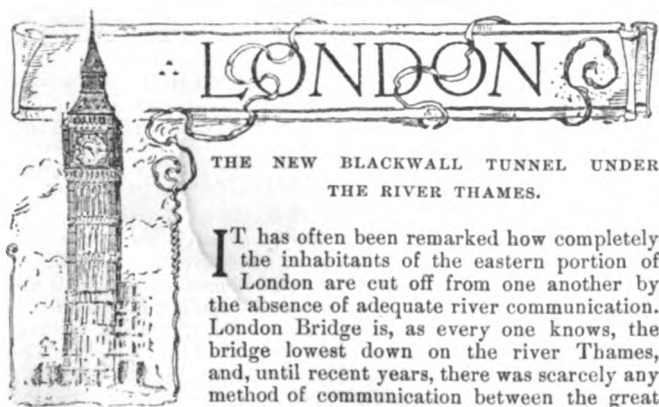 LONDON
THE NEW BLACKWALL TUNNEL UNDER
THE RIVER THAMES.
IT has often been remarked how completely
the inhabitants of the eastern portion of
London are cut off from one another by
the absence of adequate river communication.
London Bridge is, as every one knows, the
bridge lowest down on the river Thames,
and, until recent years, there was scarcely any
method of communication between the great